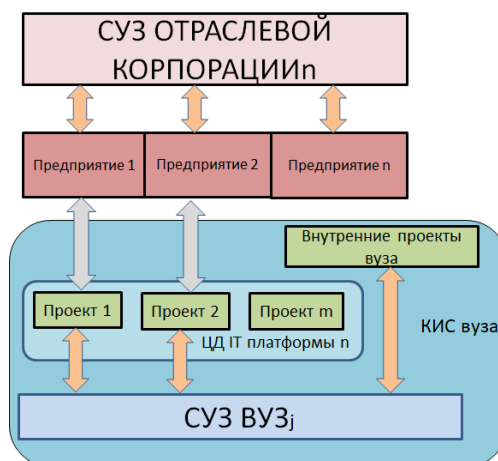 СУЗ ОТРАСЛЕВОЙ
КОРПОРАЦИИn
Предприятие 1
Предприятие 2
Предприятие n
Внутренние проекты
вуза
Проект 1
Проект 2
Проект m
КИС вуза
ЦД IT платформы n
СУЗ ВУЗj